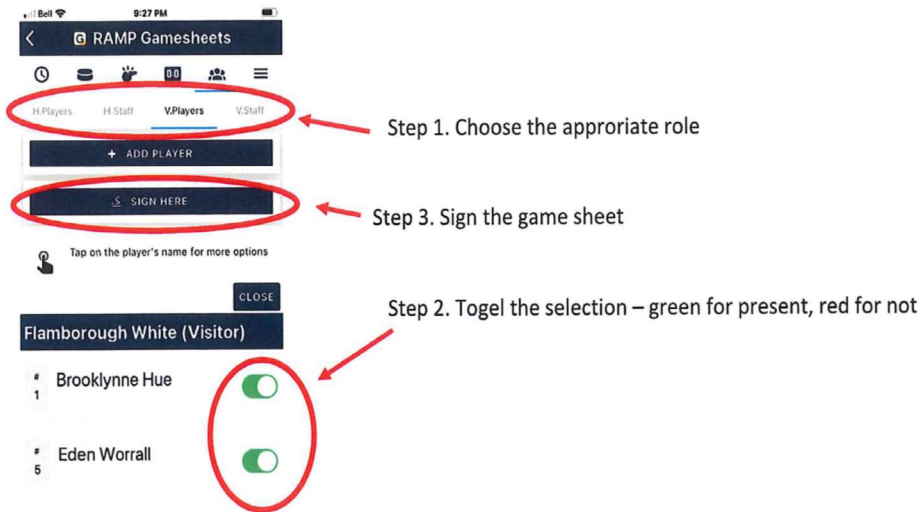 Bell 9:27 PM
G RAMP Gamesheets
0-0
H.Players H.Staff V.Players V.Staff
Step 1. Choose the approriate role
+ ADD PLAYER
SIGN HERE
Step 3. Sign the game sheet
Tap on the player's name for more options
CLOSE
Step 2. Togel the selection – green for present, red for not
Flamborough White (Visitor)
# 1 Brooklynne Hue
# 5 Eden Worrall